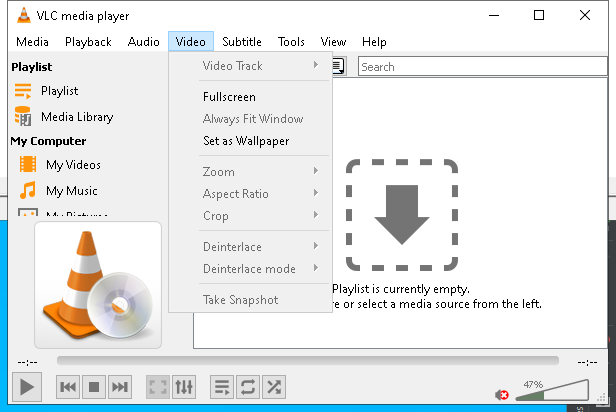 VLC media player
Media Playback Audio Video Subtitle Tools View Help
Playlist
Playlist
Media Library
My Computer
My Videos
My Music
My Pictures
Video Track
Fullscreen
Always Fit Window
Set as Wallpaper
Zoom
Aspect Ratio
Crop
Deinterlace
Deinterlace mode
Take Snapshot
Search
Playlist is currently empty.
re or select a media source from the left.
--:-- --:--
47%